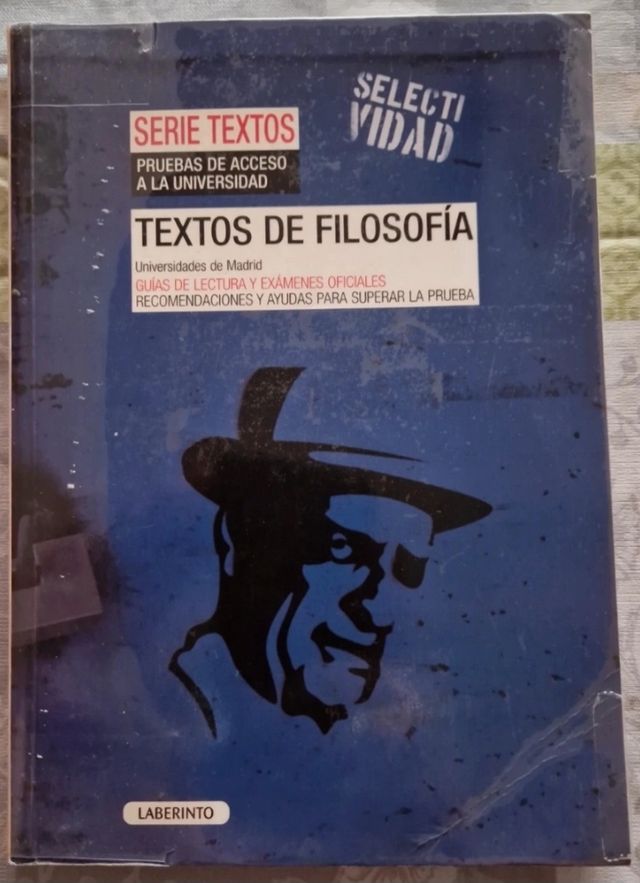 SELECTI
VIDAD
SERIE TEXTOS
PRUEBAS DE ACCESO
A LA UNIVERSIDAD
TEXTOS DE FILOSOFÍA
Universidades de Madrid
GUÍAS DE LECTURA Y EXÁMENES OFICIALES
RECOMENDACIONES Y AYUDAS PARA SUPERAR LA PRUEBA
LABERINTO